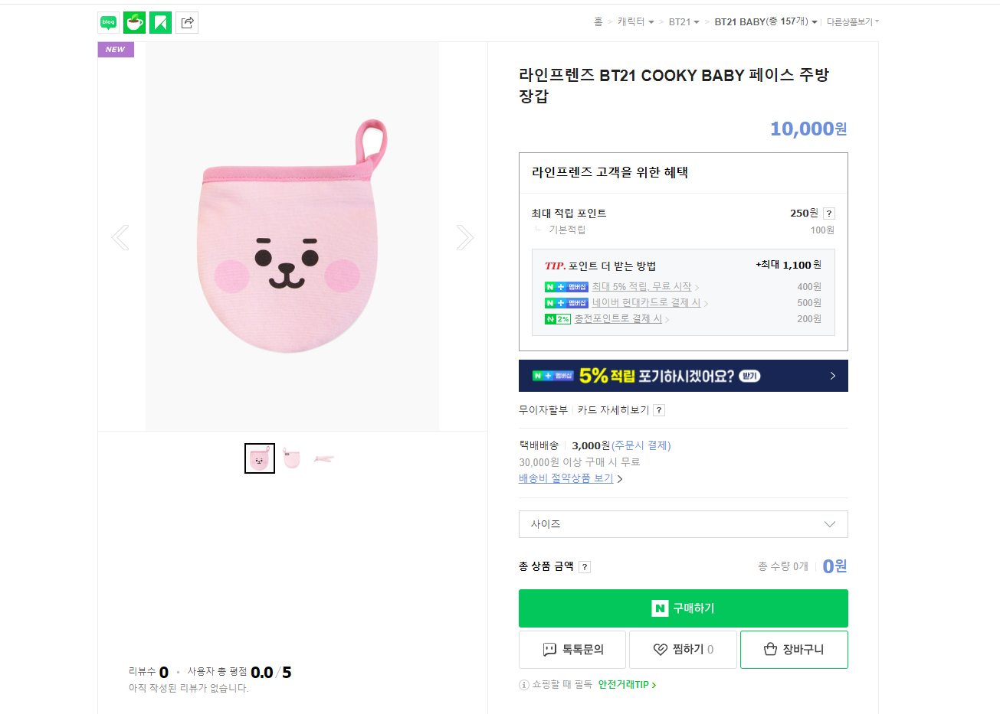 blog
홈 > 캐릭터 > BT21 > BT21 BABY(총 157개) 다른상품보기
NEW
라인프렌즈 BT21 COOKY BABY 페이스 주방
장갑
10,000원
라인프렌즈 고객을 위한 혜택
최대 적립 포인트 250원 ?
기본적립 100원
TIP. 포인트 더 받는 방법 +최대 1,100원
N + 멤버십 최대 5% 적립, 무료 시작 > 400원
N + 멤버십 네이버 현대카드로 결제 시 > 500원
N 2% 충전포인트로 결제 시 > 200원
N + 멤버십 5% 적립 포기하시겠어요? 받기 >
무이자할부 카드 자세히보기 ?
택배배송 3,000원(주문시 결제)
30,000원 이상 구매 시 무료
배송비 절약상품 보기 >
사이즈
총 상품 금액 ? 총 수량 0개 0원
N 구매하기
톡톡문의 찜하기 0 장바구니
쇼핑할 때 필독 안전거래TIP >
리뷰수 0 · 사용자 총 평점 0.0 / 5
아직 작성된 리뷰가 없습니다.